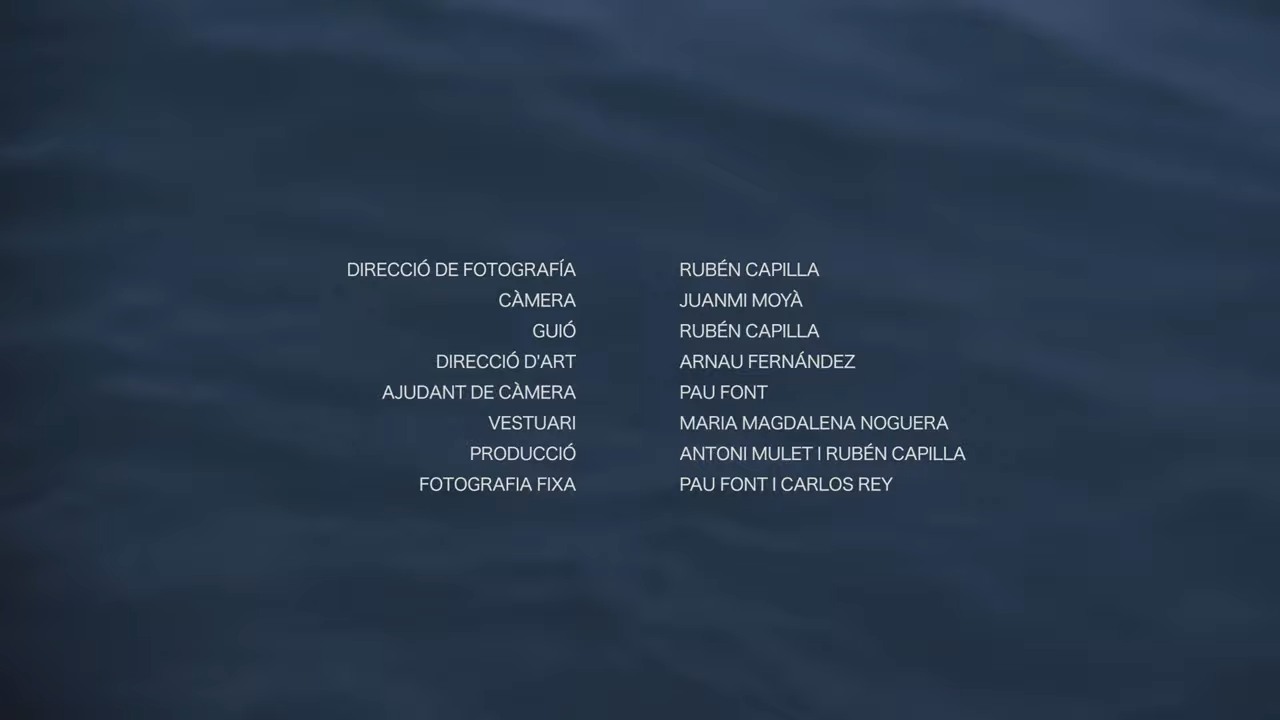 DIRECCIÓ DE FOTOGRAFÍA RUBÉN CAPILLA
CÀMERA JUANMI MOYÀ
GUIÓ RUBÉN CAPILLA
DIRECCIÓ D'ART ARNAU FERNÁNDEZ
AJUDANT DE CÀMERA PAU FONT
VESTUARI MARIA MAGDALENA NOGUERA
PRODUCCIÓ ANTONI MULET I RUBÉN CAPILLA
FOTOGRAFIA FIXA PAU FONT I CARLOS REY